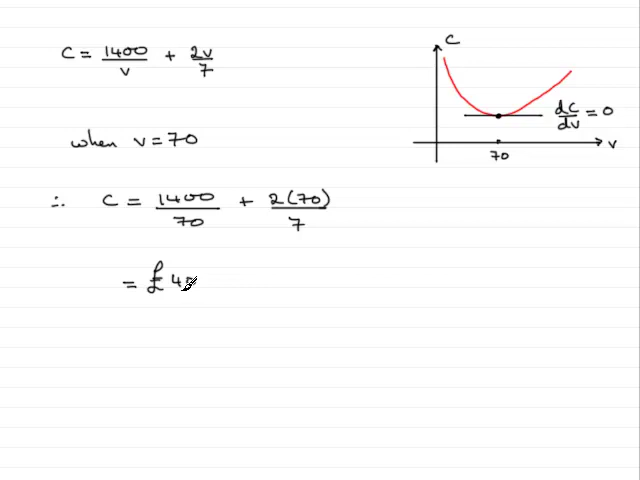 C = 1400/v + 2v/7
when v = 70
∴ C = 1400/70 + 2(70)/7
= £ 4
C
dC/dv = 0
v
70